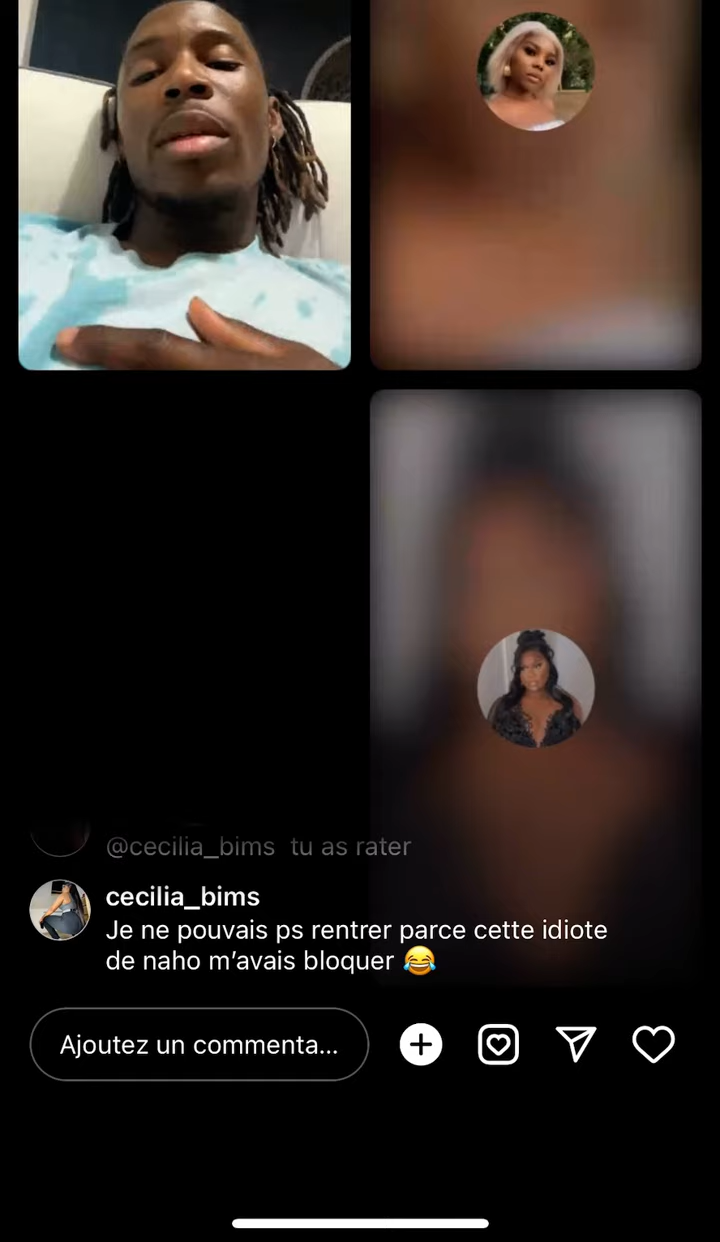 @cecilia_bims tu as rater
cecilia_bims
Je ne pouvais ps rentrer parce cette idiote
de naho m’avais bloquer 😂
Ajoutez un commenta...